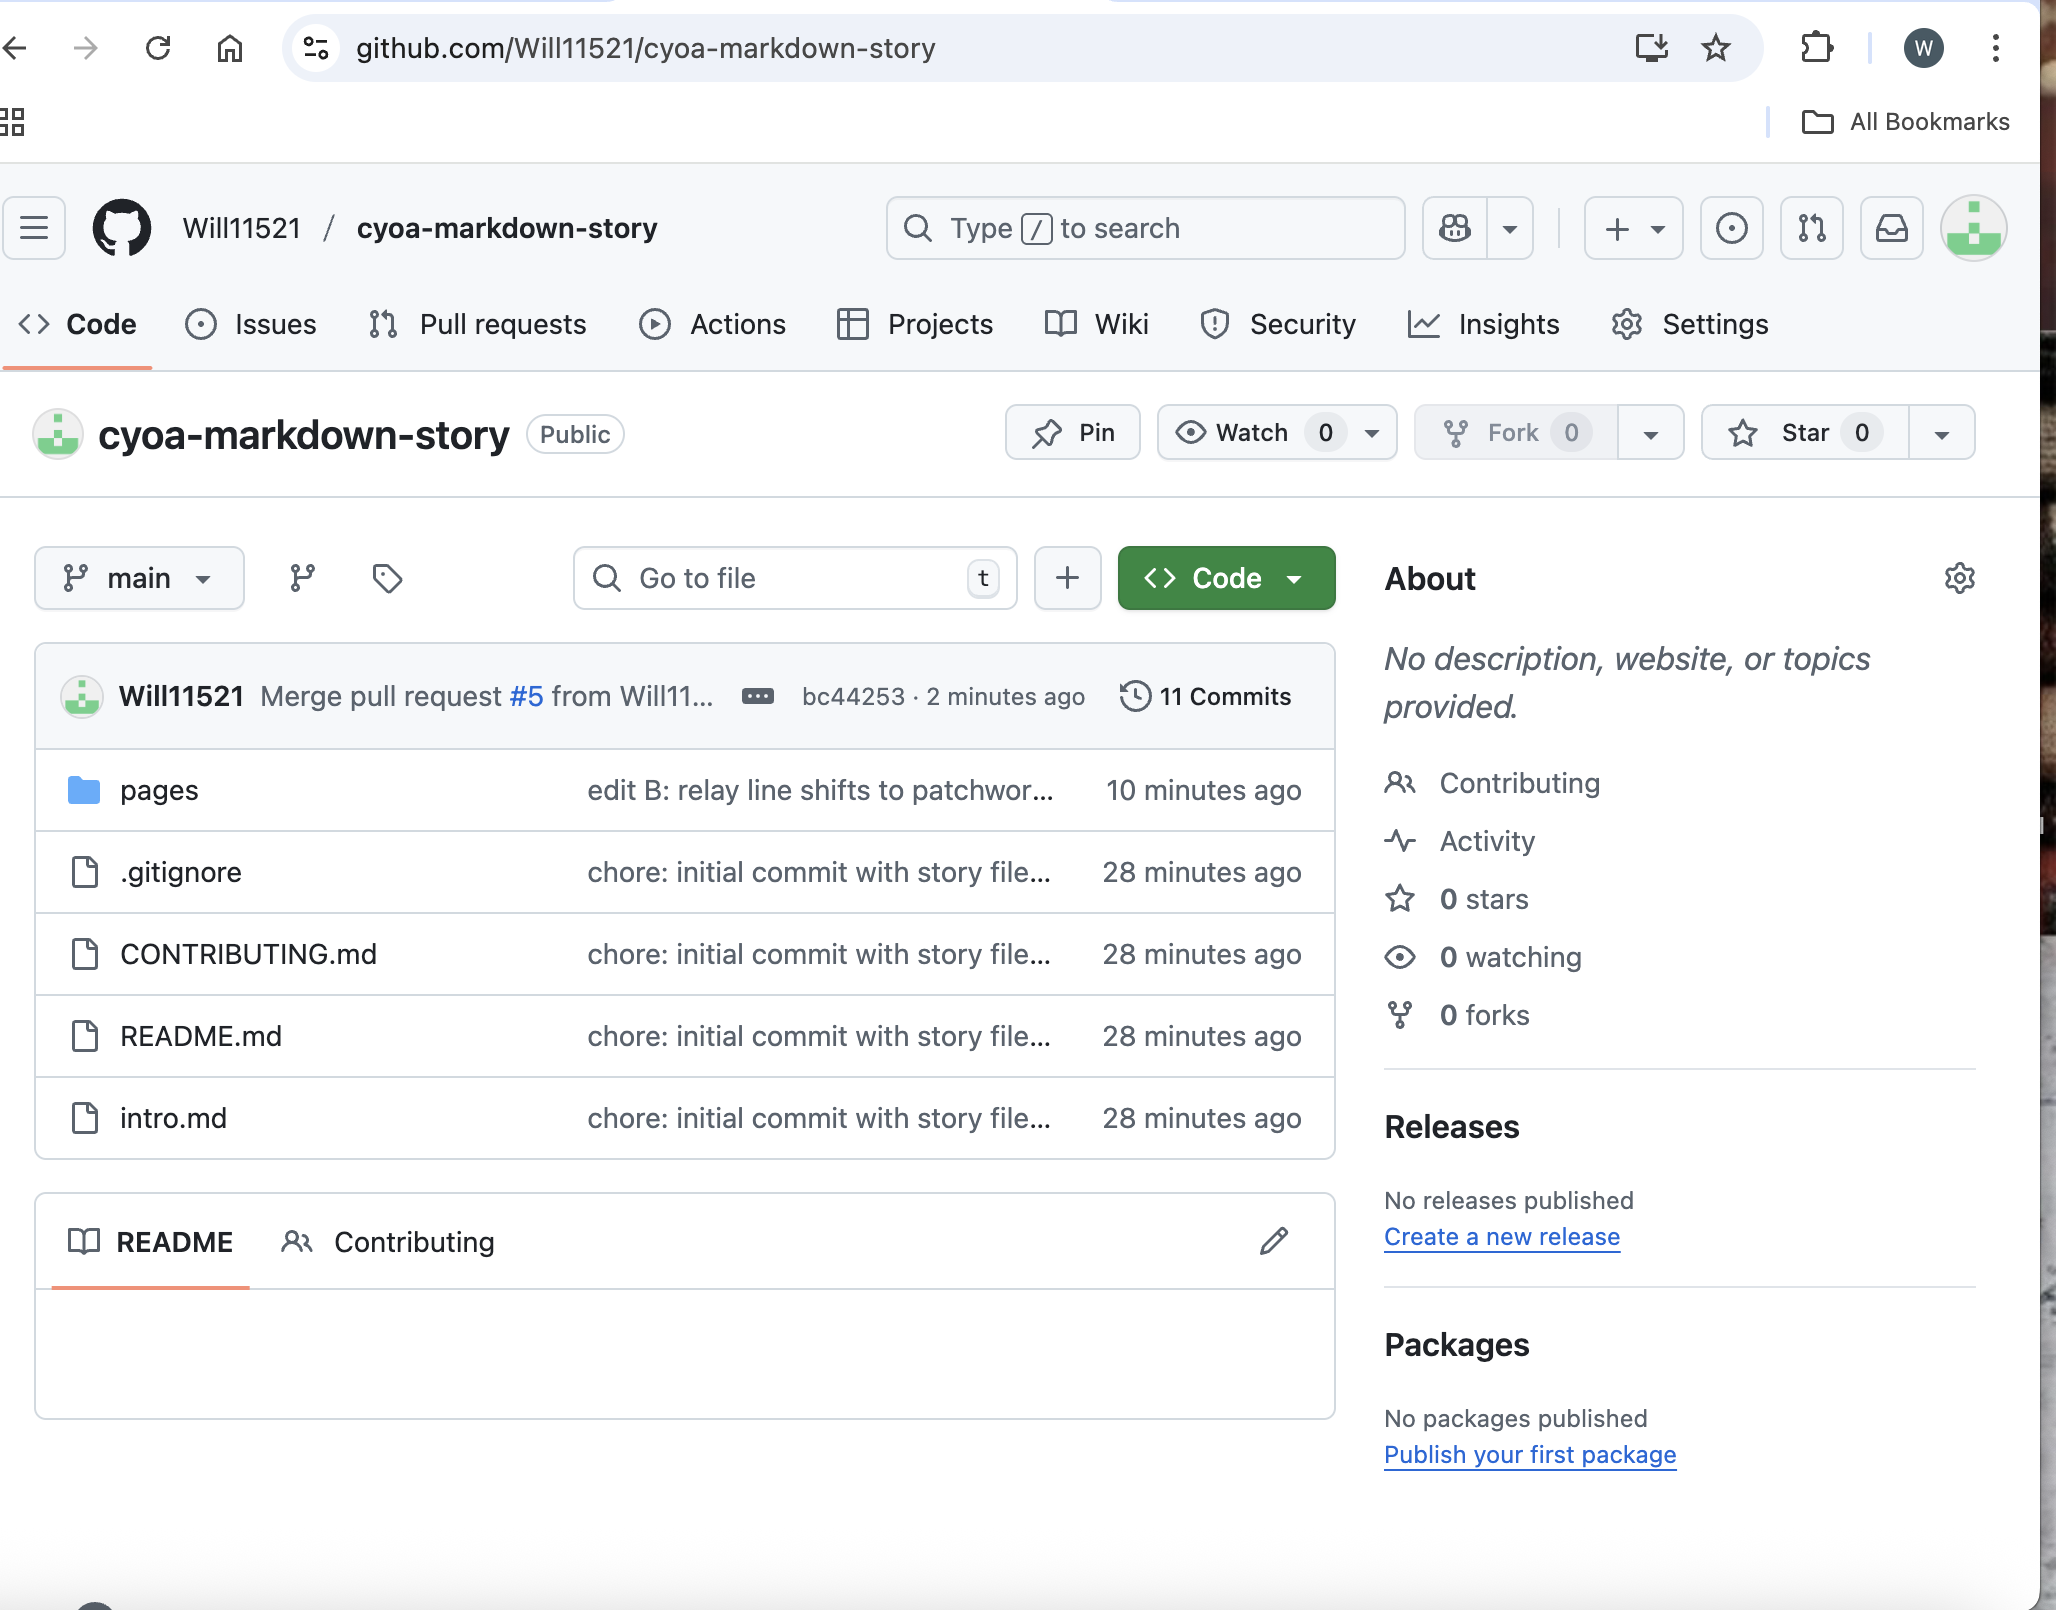 github.com/Will11521/cyoa-markdown-story
W
All Bookmarks
Will11521 / cyoa-markdown-story
Type / to search
Code Issues Pull requests Actions Projects Wiki Security Insights Settings
cyoa-markdown-story Public
Pin Watch 0 Fork 0 Star 0
main
Go to file t
Code
Will11521 Merge pull request #5 from Will11... bc44253 · 2 minutes ago 11 Commits
pages edit B: relay line shifts to patchwor... 10 minutes ago
.gitignore chore: initial commit with story file... 28 minutes ago
CONTRIBUTING.md chore: initial commit with story file... 28 minutes ago
README.md chore: initial commit with story file... 28 minutes ago
intro.md chore: initial commit with story file... 28 minutes ago
README Contributing
About
No description, website, or topics
provided.
Contributing
Activity
0 stars
0 watching
0 forks
Releases
No releases published
Create a new release
Packages
No packages published
Publish your first package